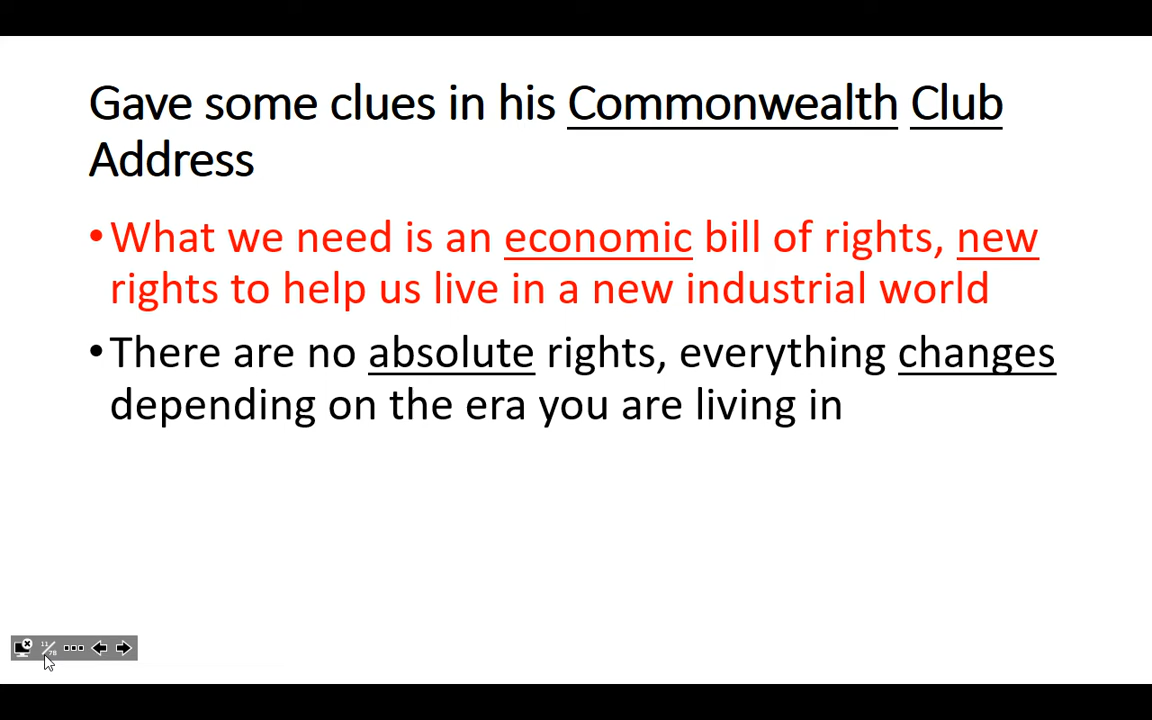 Gave some clues in his Commonwealth Club
Address
•What we need is an economic bill of rights, new
rights to help us live in a new industrial world
•There are no absolute rights, everything changes
depending on the era you are living in
11/78